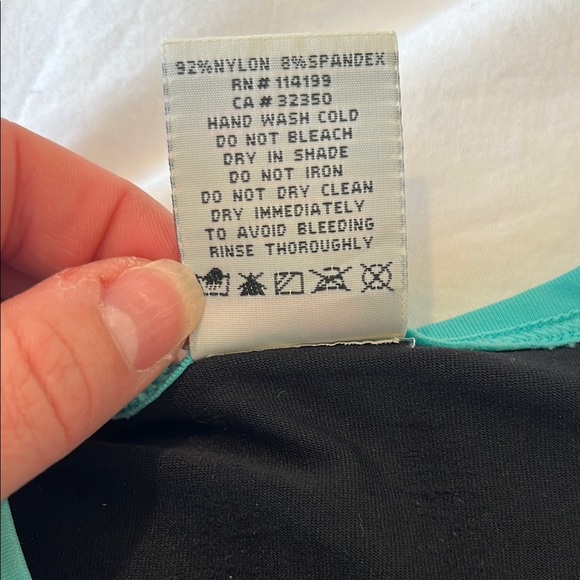 92%NYLON 8%SPANDEX
RN# 114199
CA# 32350
HAND WASH COLD
DO NOT BLEACH
DRY IN SHADE
DO NOT IRON
DO NOT DRY CLEAN
DRY IMMEDIATELY
TO AVOID BLEEDING
RINSE THOROUGHLY